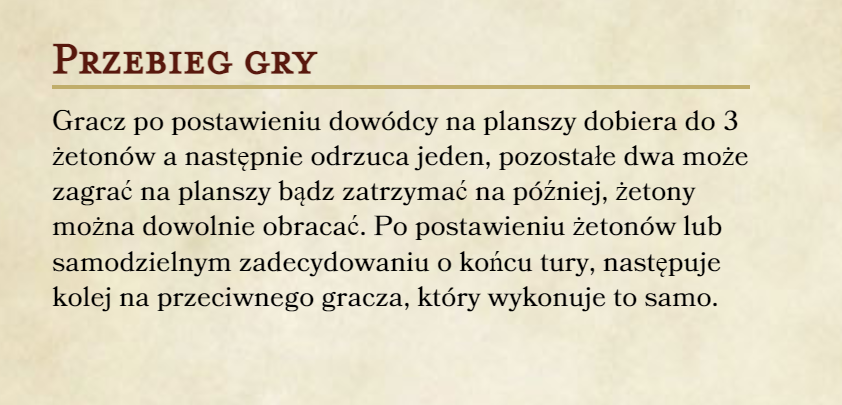 Przebieg gry
Gracz po postawieniu dowódcy na planszy dobiera do 3
żetonów a następnie odrzuca jeden, pozostałe dwa może
zagrać na planszy bądz zatrzymać na później, żetony
można dowolnie obracać. Po postawieniu żetonów lub
samodzielnym zadecydowaniu o końcu tury, następuje
kolej na przeciwnego gracza, który wykonuje to samo.